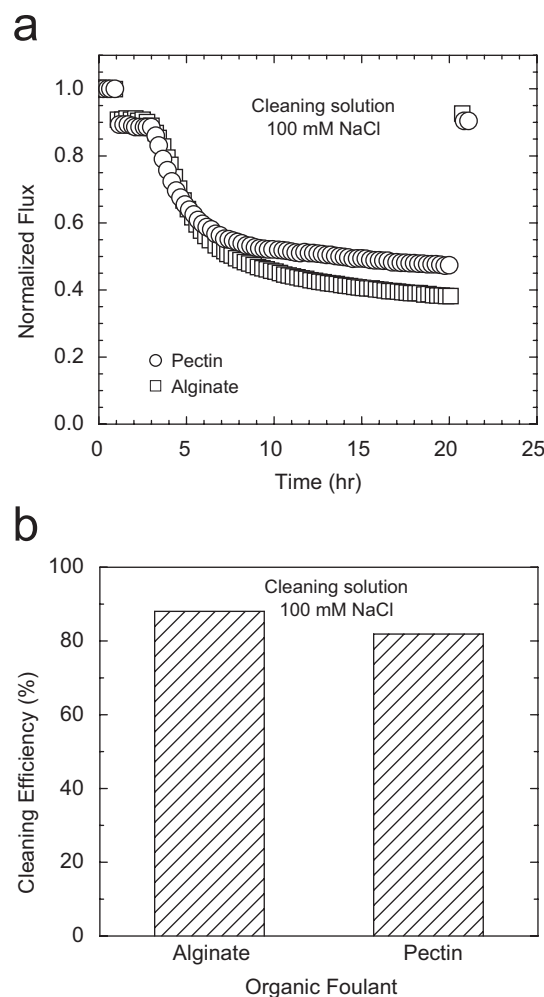 a
1.0
0.8
0.6
0.4
0.2
0.0
Normalized Flux
Cleaning solution
100 mM NaCl
Pectin
Alginate
0 5 10 15 20 25
Time (hr)
b
100
80
60
40
20
0
Cleaning Efficiency (%)
Cleaning solution
100 mM NaCl
Alginate Pectin
Organic Foulant